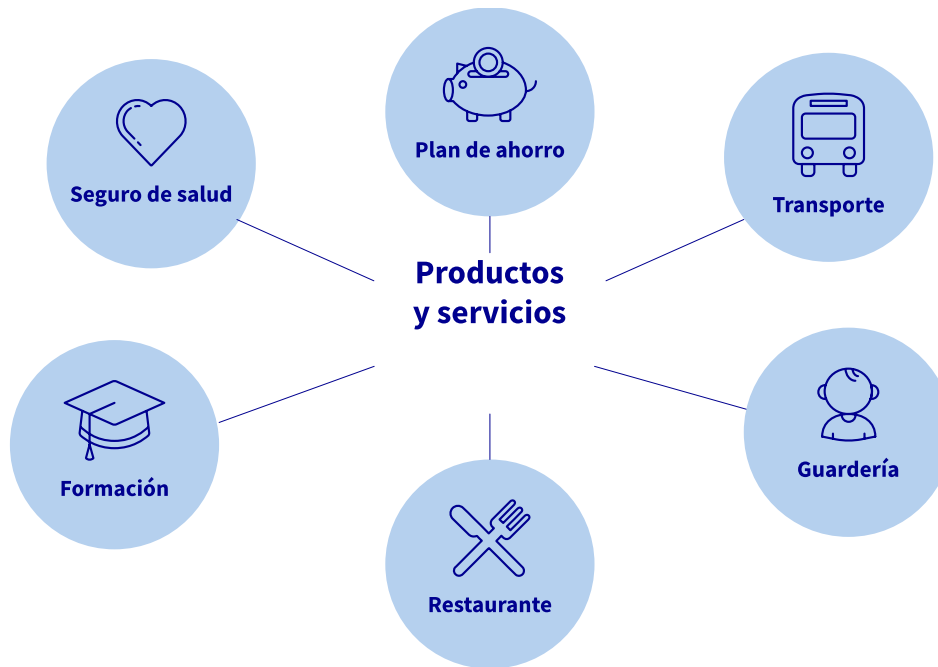 Plan de ahorro
Seguro de salud
Transporte
Productos
y servicios
Formación
Guardería
Restaurante